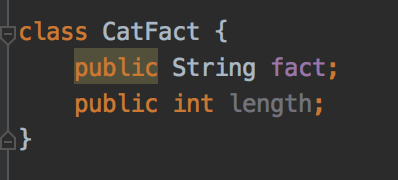 class CatFact {
    public String fact;
    public int length;
}